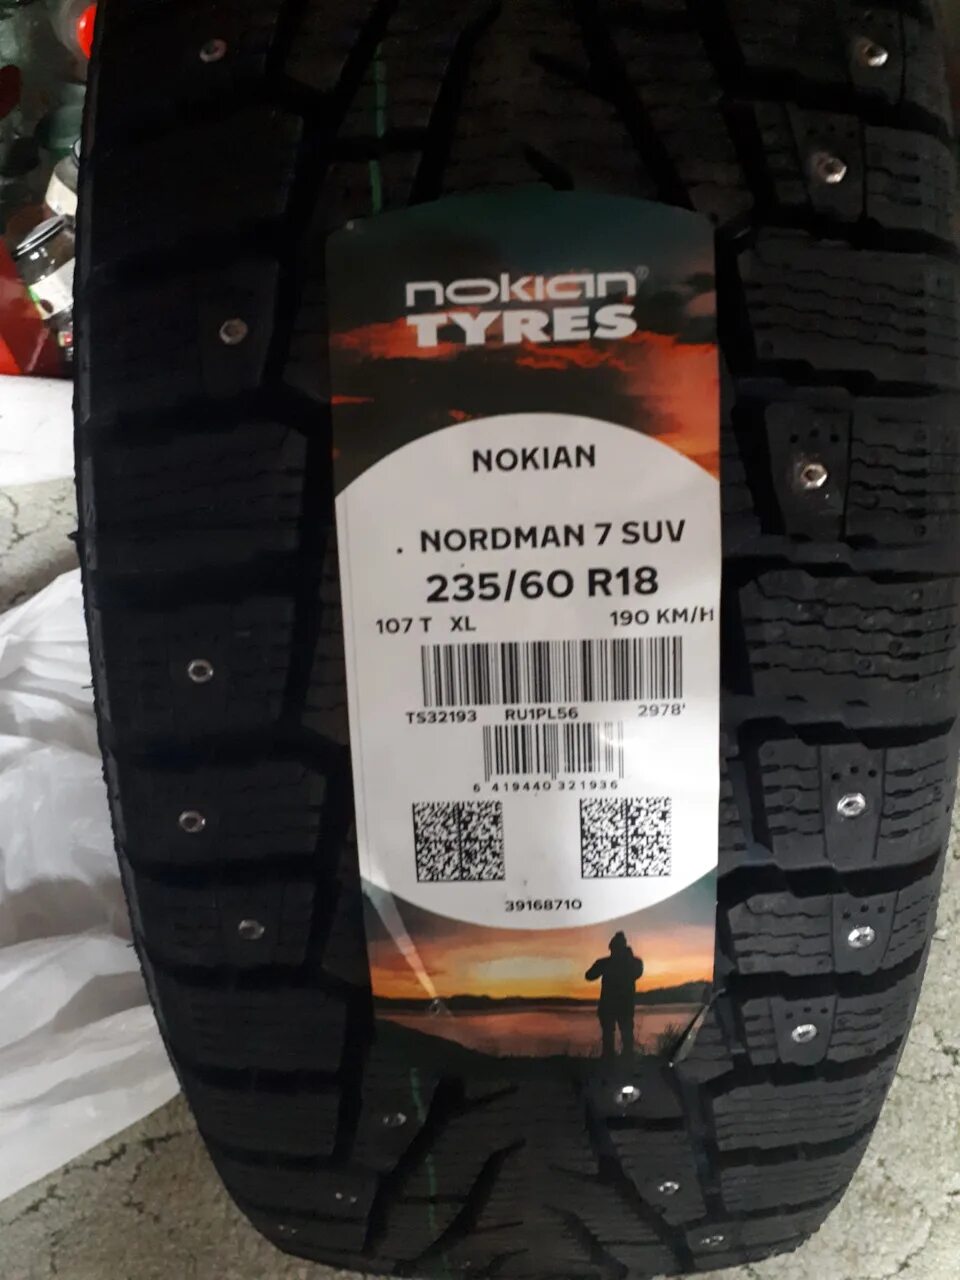 nokian®
TYRES
NOKIAN
. NORDMAN 7 SUV
235/60 R18
107 T XL 190 KM/H
TS32193 RU1PL56 2978'
6 419440 321936
39168710